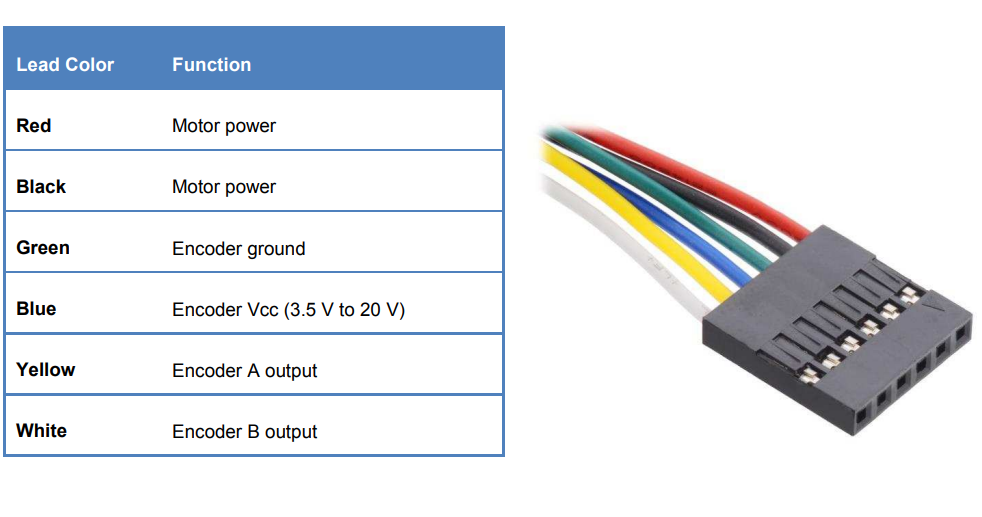 Lead Color Function
Red Motor power
Black Motor power
Green Encoder ground
Blue Encoder Vcc (3.5 V to 20 V)
Yellow Encoder A output
White Encoder B output